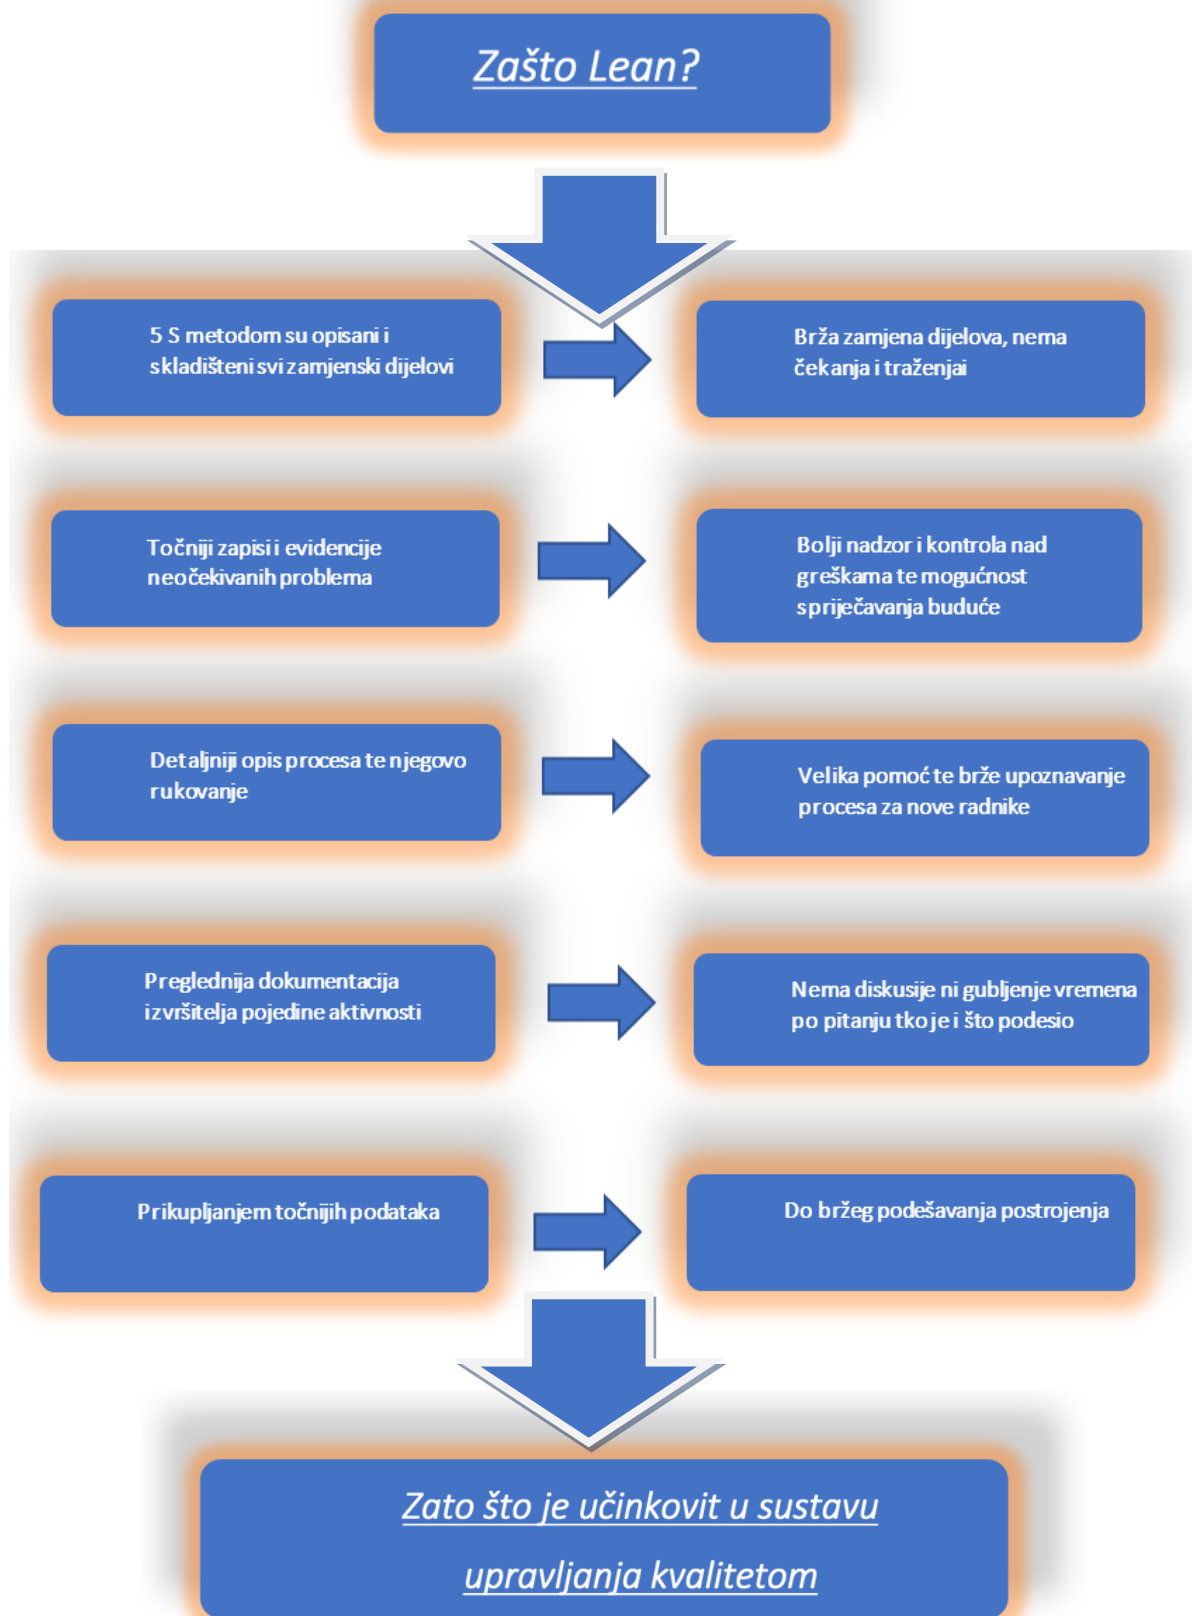 Zašto Lean?
5 S metodom su opisani i
skladišteni svi zamjenski dijelovi
Brža zamjena dijelova, nema
čekanja i traženjai
Točniji zapisi i evidencije
neočekivanih problema
Bolji nadzor i kontrola nad
greškama te mogućnost
spriječavanja buduće
Detaljniji opis procesa te njegovo
rukovanje
Velika pomoć te brže upoznavanje
procesa za nove radnike
Preglednija dokumentacija
izvršitelja pojedine aktivnosti
Nema diskusije ni gubljenje vremena
po pitanju tko je i što podesio
Prikupljanjem točnijih podataka
Do bržeg podešavanja postrojenja
Zato što je učinkovit u sustavu
upravljanja kvalitetom